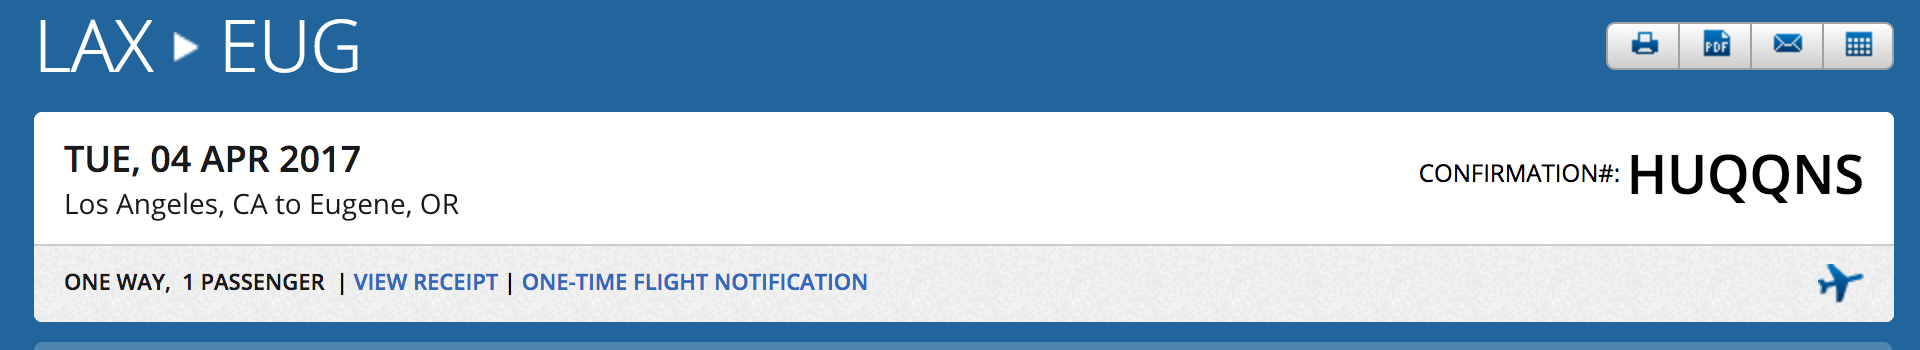 LAX EUG
PDF
TUE, 04 APR 2017
Los Angeles, CA to Eugene, OR
CONFIRMATION#: HUQQNS
ONE WAY, 1 PASSENGER | VIEW RECEIPT | ONE-TIME FLIGHT NOTIFICATION